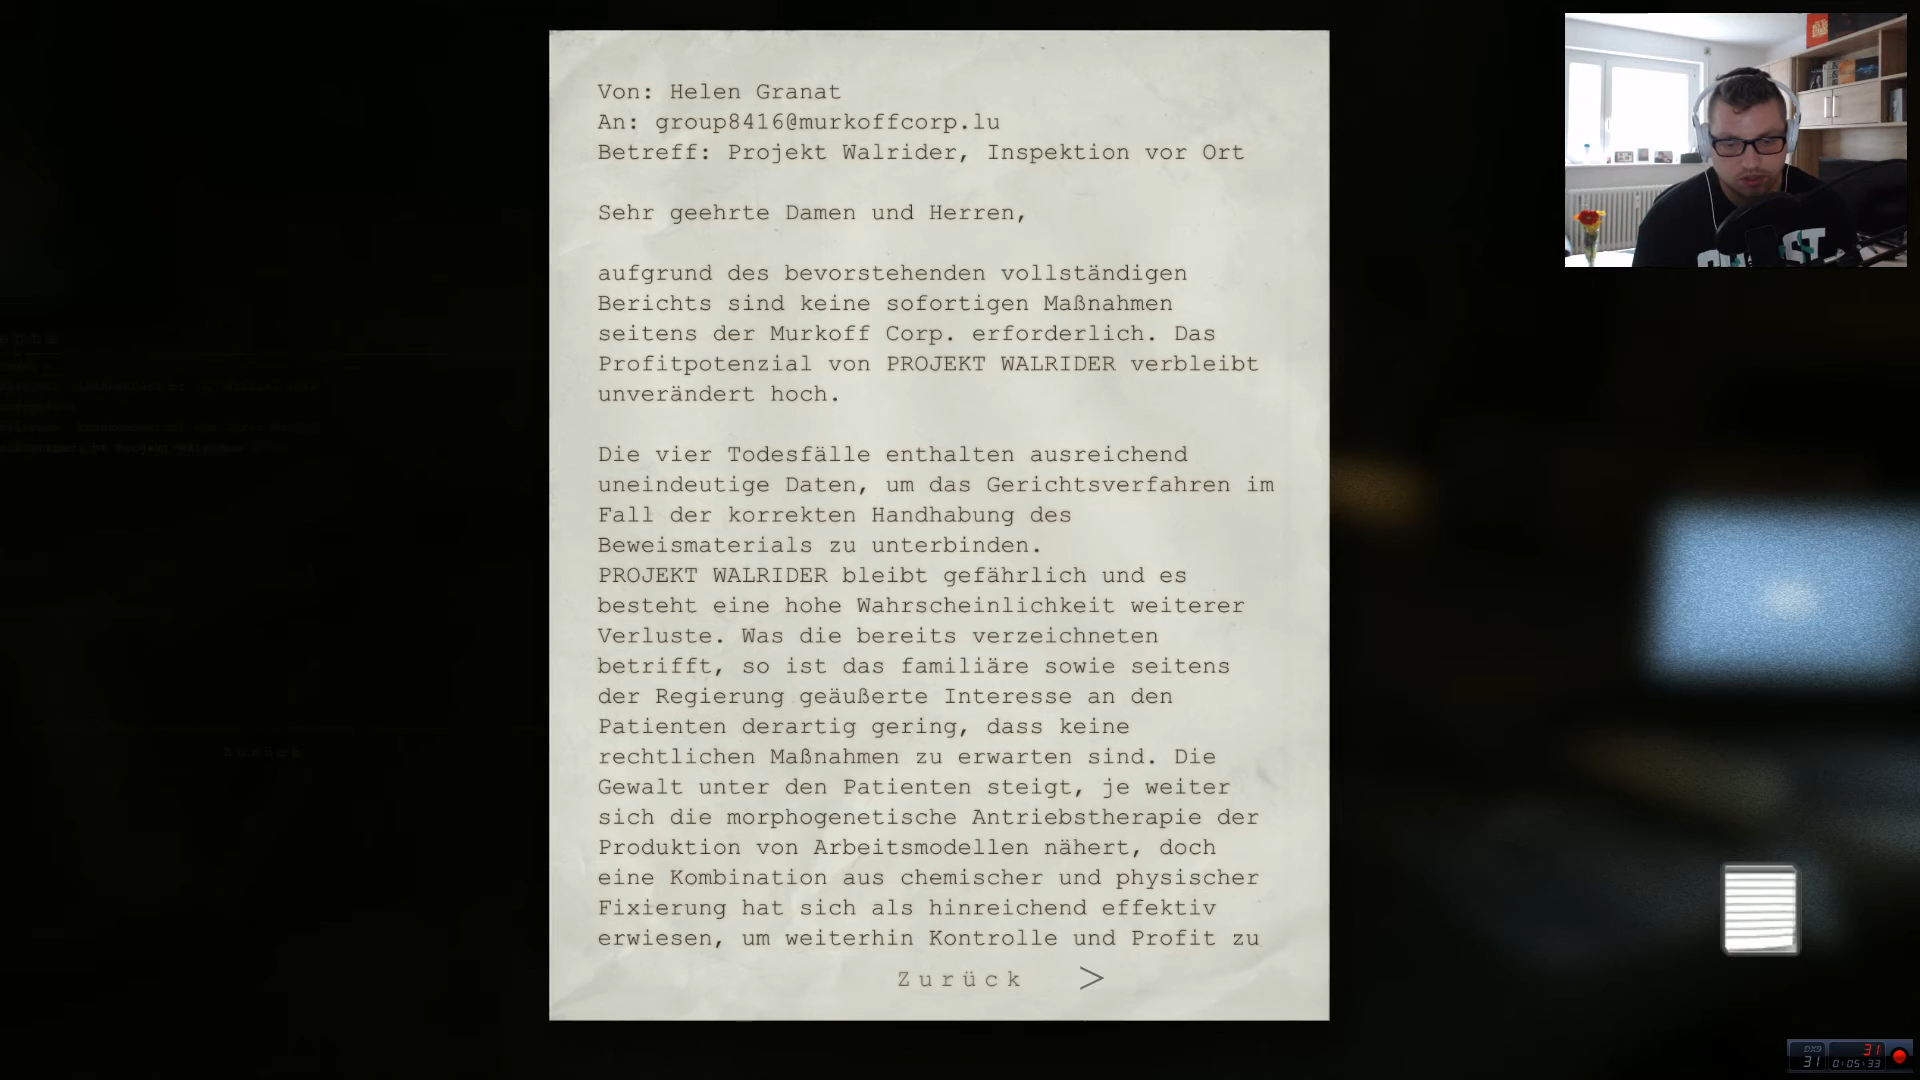 Von: Helen Granat
An: group8416@murkoffcorp.lu
Betreff: Projekt Walrider, Inspektion vor Ort
Sehr geehrte Damen und Herren,
aufgrund des bevorstehenden vollständigen
Berichts sind keine sofortigen Maßnahmen
seitens der Murkoff Corp. erforderlich. Das
Profitpotenzial von PROJEKT WALRIDER verbleibt
unverändert hoch.
Die vier Todesfälle enthalten ausreichend
uneindeutige Daten, um das Gerichtsverfahren im
Fall der korrekten Handhabung des
Beweismaterials zu unterbinden.
PROJEKT WALRIDER bleibt gefährlich und es
besteht eine hohe Wahrscheinlichkeit weiterer
Verluste. Was die bereits verzeichneten
betrifft, so ist das familiäre sowie seitens
der Regierung geäußerte Interesse an den
Patienten derartig gering, dass keine
rechtlichen Maßnahmen zu erwarten sind. Die
Gewalt unter den Patienten steigt, je weiter
sich die morphogenetische Antriebstherapie der
Produktion von Arbeitsmodellen nähert, doch
eine Kombination aus chemischer und physischer
Fixierung hat sich als hinreichend effektiv
erwiesen, um weiterhin Kontrolle und Profit zu
Zurück >
Zurück
DX9 31
31 0:05:33